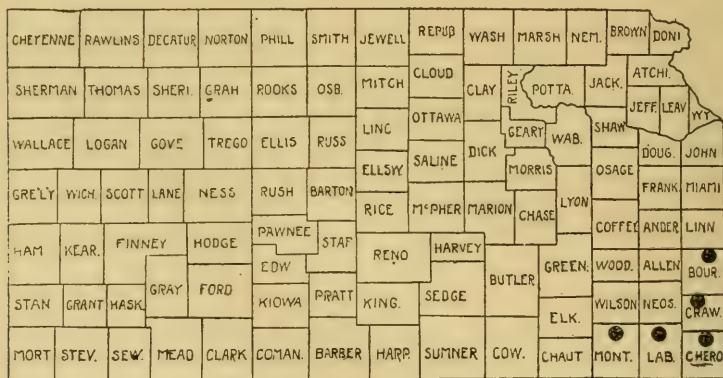 CHEYENNE RAWLINS DECATUR NORTON PHILL SMITH JEWELL REPUB WASH MARSH NEM. BROWN DONI
SHERMAN THOMAS SHERI. GRAH ROOKS OSB. MITCH CLOUD CLAY RILEY POTTA. JACK. ATCHI.
JEFF. LEAV WY
WALLACE LOGAN GOVE TREGO ELLIS RUSS LINC OTTAWA DICK GEARY WAB. SHAW DOUG. JOHN
ELLSW. SALINE MORRIS OSAGE
GRE'LY WICH. SCOTT LANE NESS RUSH BARTON RICE McPHER MARION CHASE LYON FRANK. MIAMI
COFFEY ANDER LINN
HAM KEAR. FINNEY HODGE PAWNEE STAF RENO HARVEY
EDW BUTLER GREEN. WOOD. ALLEN BOUR.
STAN GRANT HASK. GRAY FORD KIOWA PRATT KING. SEDGE ELK. WILSON NEOS. CRAW.
MORT STEV. SEW. MEAD CLARK COMAN. BARBER HARP. SUMNER COW. CHAUT MONT. LAB. CHERO